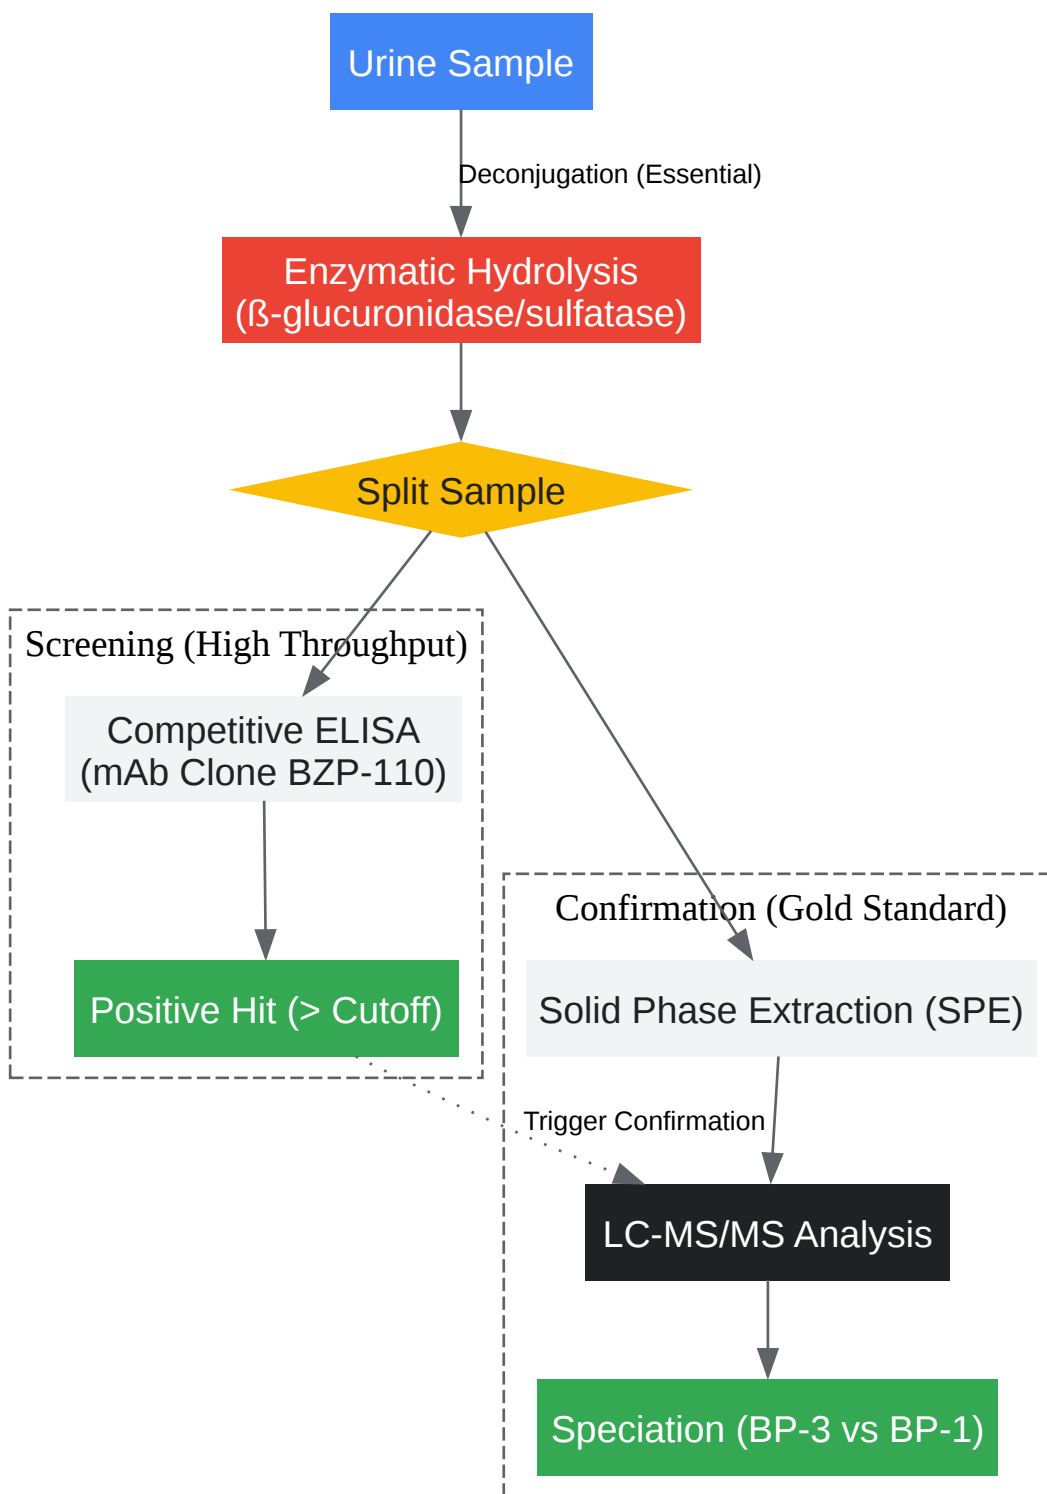 Urine Sample
Deconjugation (Essential)
Enzymatic Hydrolysis
(ß-glucuronidase/sulfatase)
Split Sample
Screening (High Throughput)
Competitive ELISA
(mAb Clone BZP-110)
Confirmation (Gold Standard)
Positive Hit (> Cutoff)
Solid Phase Extraction (SPE)
Trigger Confirmation
LC-MS/MS Analysis
Speciation (BP-3 vs BP-1)